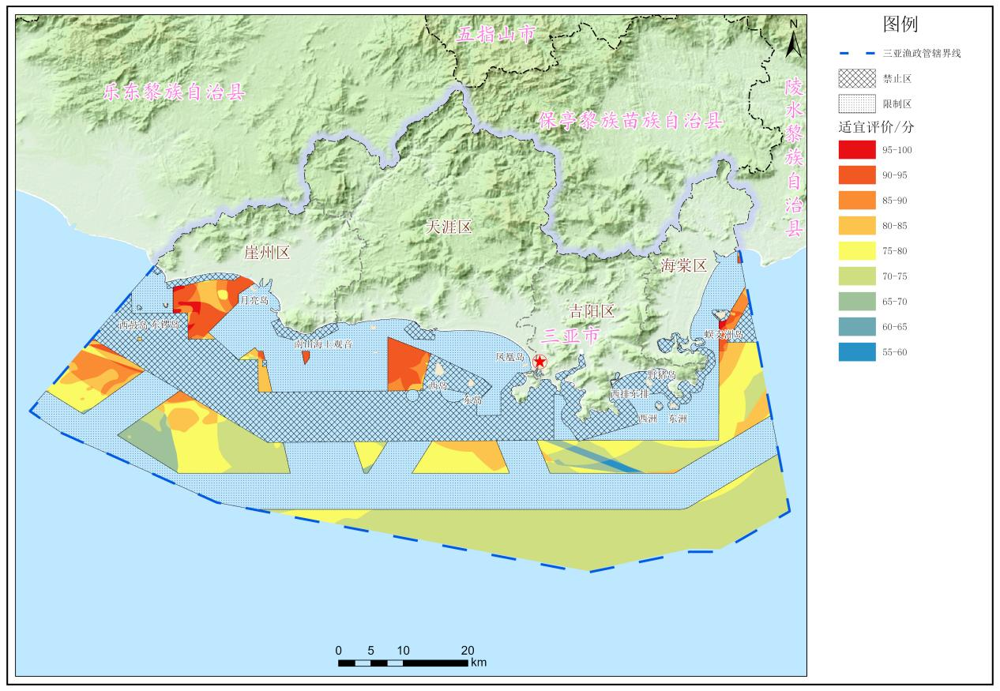 五指山市
N
乐东黎族自治县
陵水黎族自治县
保亭黎族苗族自治县
天涯区
崖州区
海棠区
月亮岛
吉阳区
西鼓岛
东锣岛
三亚市
蜈支洲岛
南山海上观音
凤凰岛
野猪岛
西岛
西排
东排
东岛
西洲
东洲
0 5 10 20
km
图例
三亚渔政管辖界线
禁止区
限制区
适宜评价/分
95-100
90-95
85-90
80-85
75-80
70-75
65-70
60-65
55-60